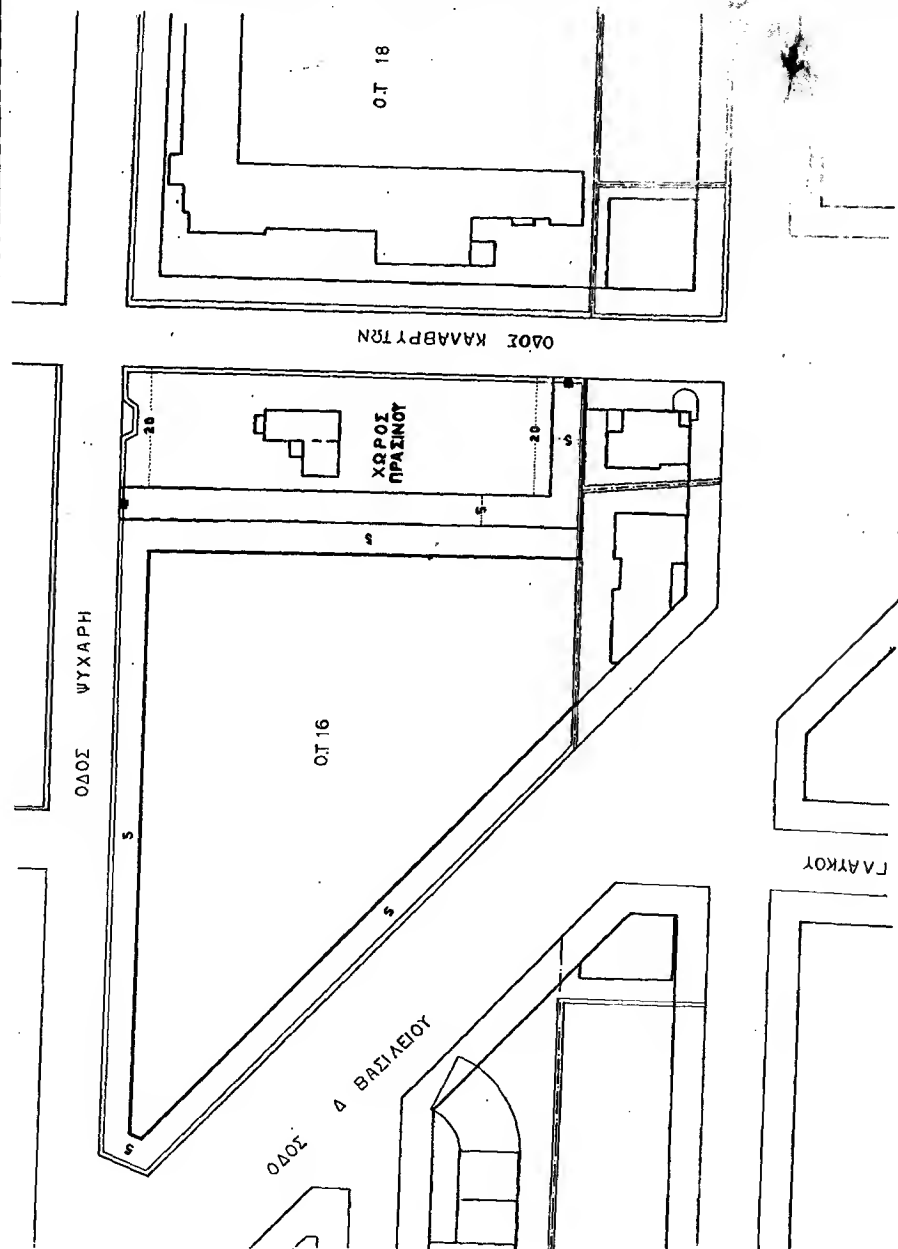 Ο.Τ 18
ΟΔΟΣ ΚΑΛΑΒΡΥΤΩΝ
20
ΧΩΡΟΣ
ΠΡΑΣΙΝΟΥ
20
5
5
5
ΟΔΟΣ ΨΥΧΑΡΗ
Ο.Τ 16
5
5
5
ΟΔΟΣ Δ ΒΑΣΙΛΕΙΟΥ
ΓΛΑΥΚΟΥ